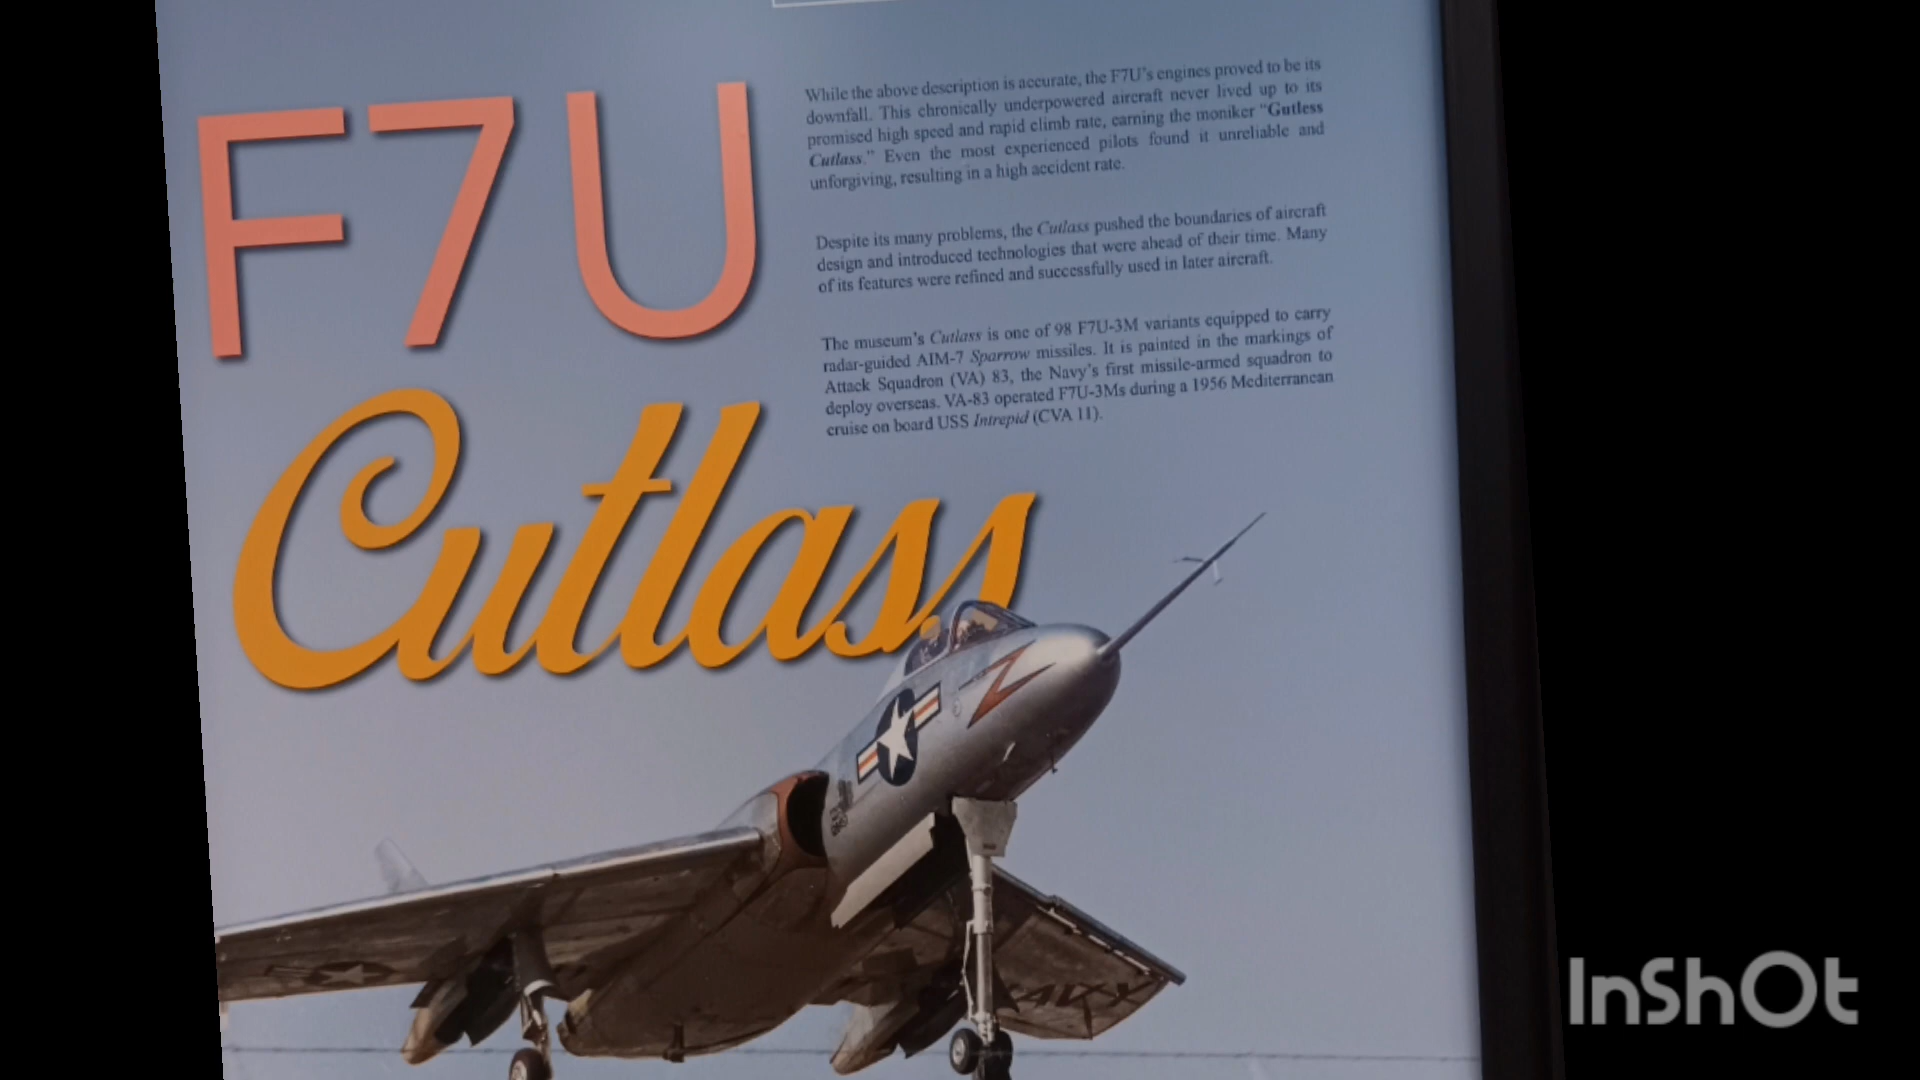 F7U
Cutlass
While the above description is accurate, the F7U's engines proved to be its
downfall. This chronically underpowered aircraft never lived up to its
promised high speed and rapid climb rate, earning the moniker "Gutless
Cutlass." Even the most experienced pilots found it unreliable and
unforgiving, resulting in a high accident rate.
Despite its many problems, the Cutlass pushed the boundaries of aircraft
design and introduced technologies that were ahead of their time. Many
of its features were refined and successfully used in later aircraft.
The museum's Cutlass is one of 98 F7U-3M variants equipped to carry
radar-guided AIM-7 Sparrow missiles. It is painted in the markings of
Attack Squadron (VA) 83, the Navy's first missile-armed squadron to
deploy overseas. VA-83 operated F7U-3Ms during a 1956 Mediterranean
cruise on board USS Intrepid (CVA 11).
NAVY
InShOt